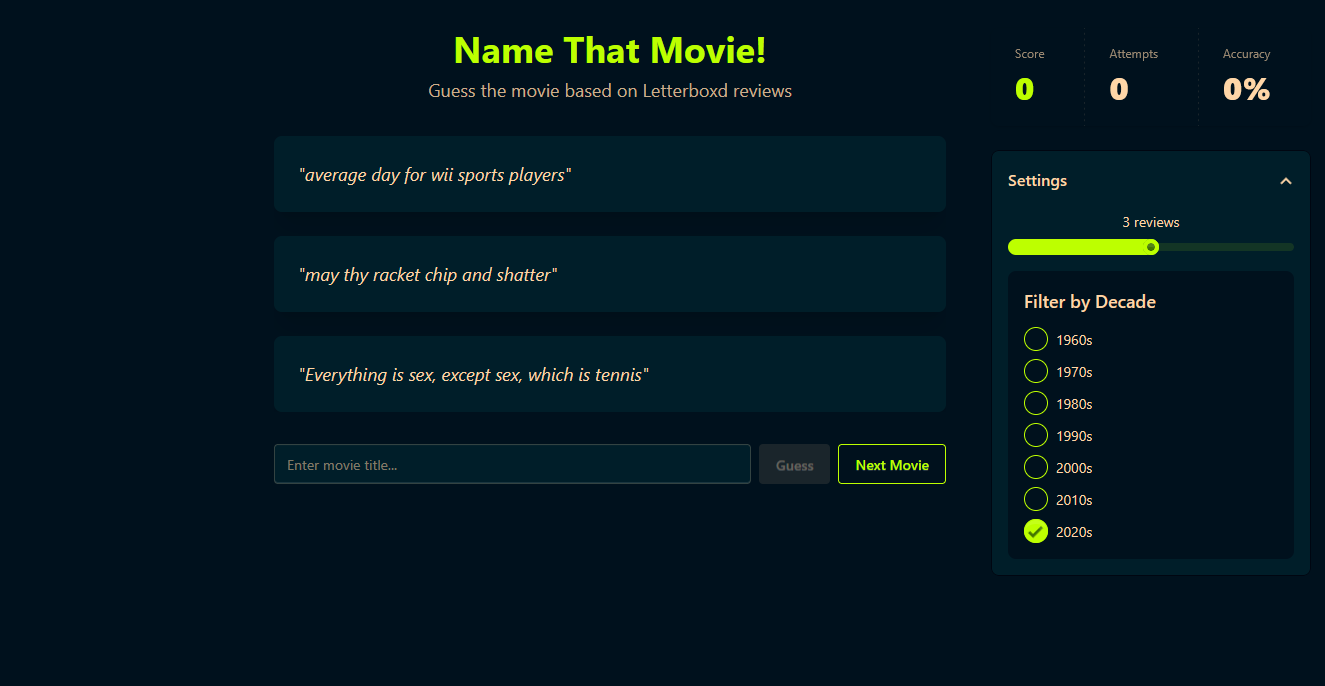 Name That Movie!
Guess the movie based on Letterboxd reviews
"average day for wii sports players"
"may thy racket chip and shatter"
"Everything is sex, except sex, which is tennis"
Enter movie title...
Guess
Next Movie
Score
Attempts
Accuracy
0
0
0%
Settings
3 reviews
Filter by Decade
1960s
1970s
1980s
1990s
2000s
2010s
2020s